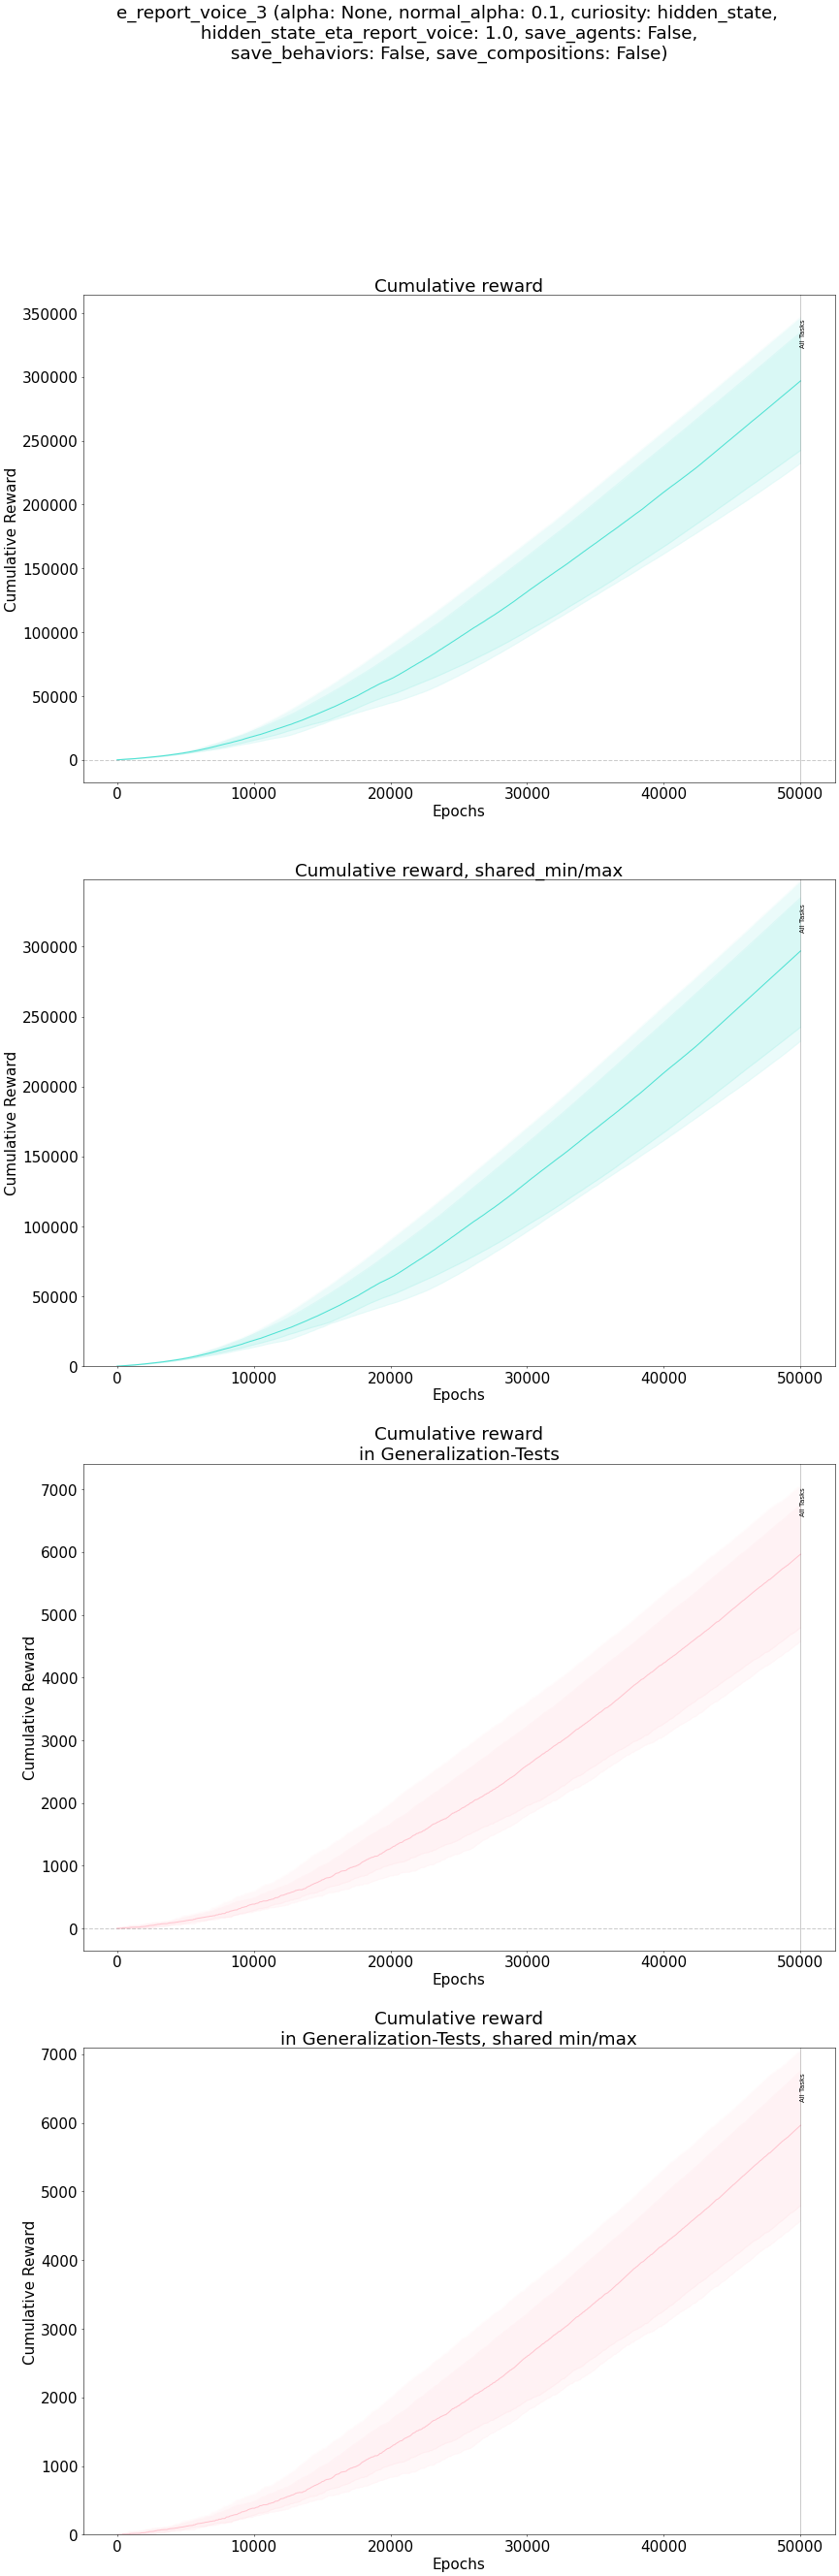 e_report_voice_3 (alpha: None, normal_alpha: 0.1, curiosity: hidden_state,
hidden_state_eta_report_voice: 1.0, save_agents: False,
save_behaviors: False, save_compositions: False)
Cumulative reward
350000
300000
250000
200000
150000
100000
50000
0
Cumulative Reward
All Tasks
0 10000 20000 30000 40000 50000
Epochs
Cumulative reward, shared_min/max
300000
250000
200000
150000
100000
50000
0
Cumulative Reward
All Tasks
0 10000 20000 30000 40000 50000
Epochs
Cumulative reward
in Generalization-Tests
7000
6000
5000
4000
3000
2000
1000
0
Cumulative Reward
All Tasks
0 10000 20000 30000 40000 50000
Epochs
Cumulative reward
in Generalization-Tests, shared min/max
7000
6000
5000
4000
3000
2000
1000
0
Cumulative Reward
All Tasks
0 10000 20000 30000 40000 50000
Epochs